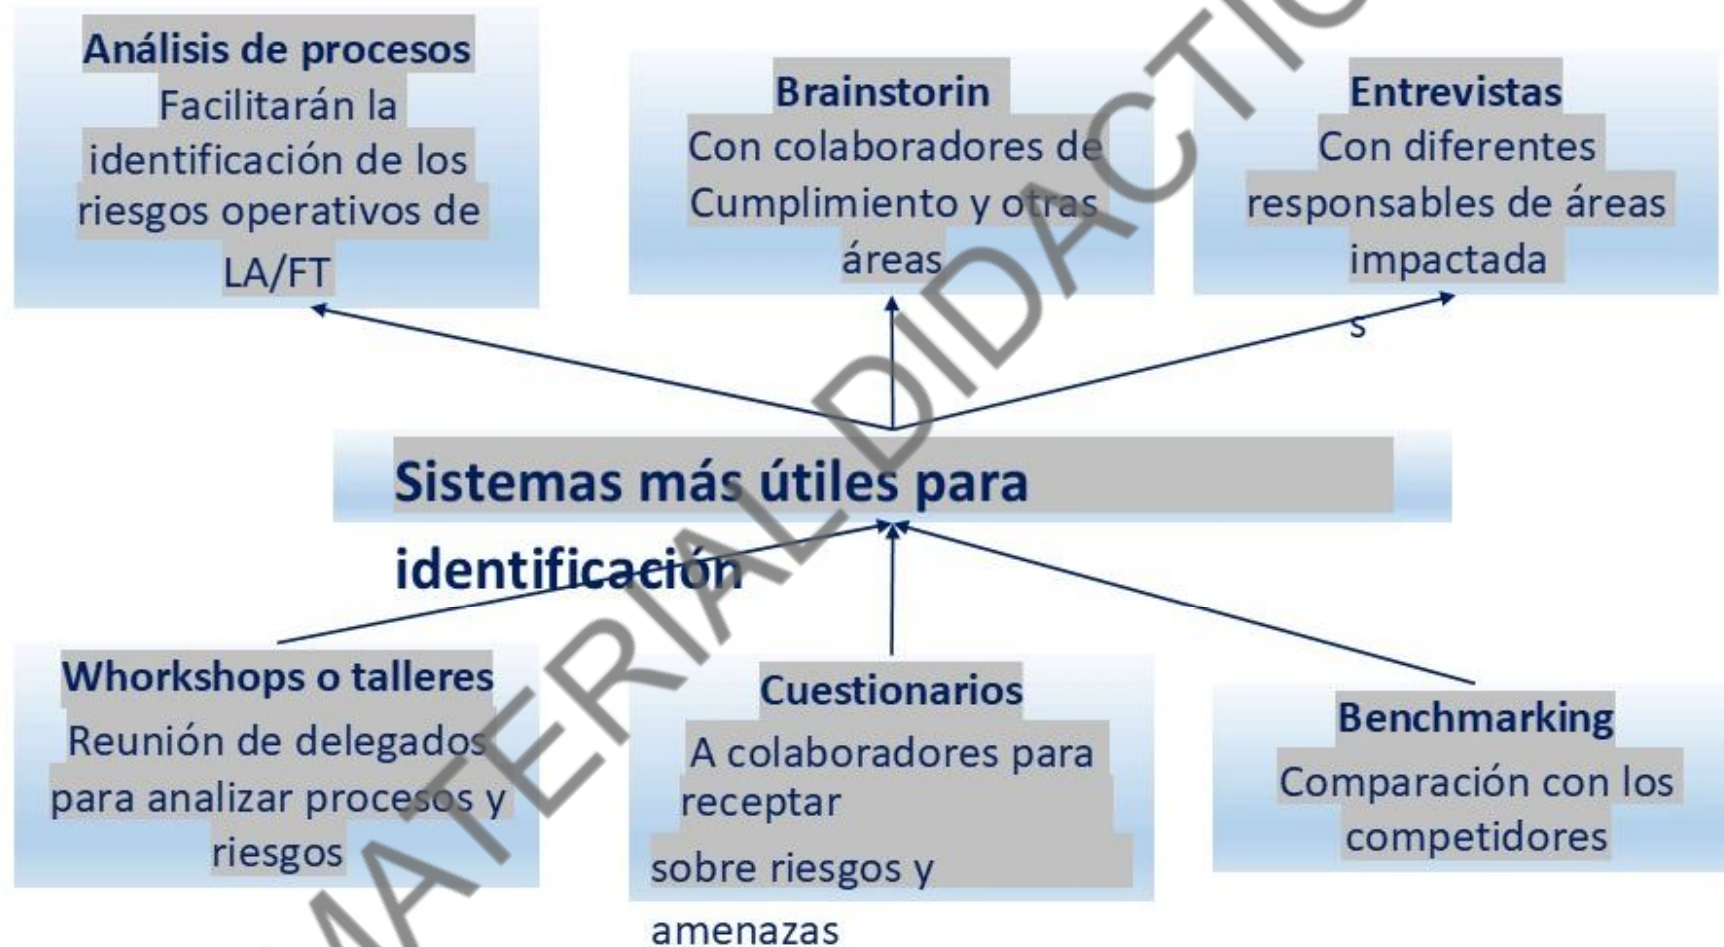 Análisis de procesos
Facilitarán la
identificación de los
riesgos operativos de
LA/FT
Brainstorin
Con colaboradores de
Cumplimiento y otras
áreas
Entrevistas
Con diferentes
responsables de áreas
impactada
s
Sistemas más útiles para
identificación
Whorkshops o talleres
Reunión de delegados
para analizar procesos y
riesgos
Cuestionarios
A colaboradores para
receptar
sobre riesgos y
amenazas
Benchmarking
Comparación con los
competidores
MATERIAL DIDACTIC